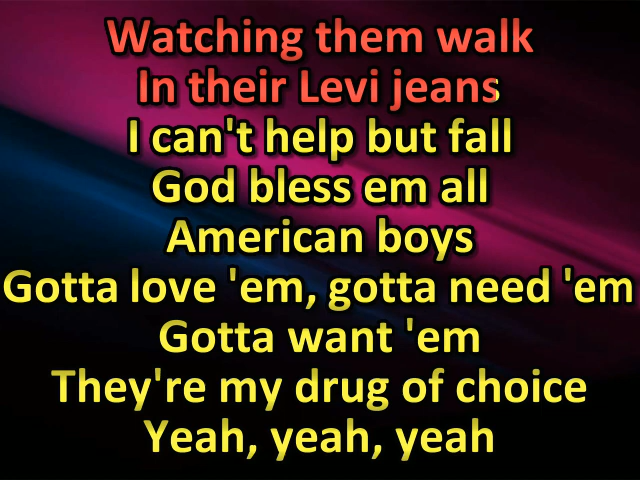 Watching them walk
In their Levi jeans
I can't help but fall
God bless em all
American boys
Gotta love 'em, gotta need 'em
Gotta want 'em
They're my drug of choice
Yeah, yeah, yeah